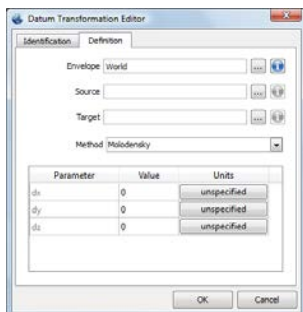 Datum Transformation Editor
Identification Definition
Envelope World ...
Source ...
Target ...
Method Molodensky
Parameter Value Units
dx 0 unspecified
dy 0 unspecified
dz 0 unspecified
OK Cancel